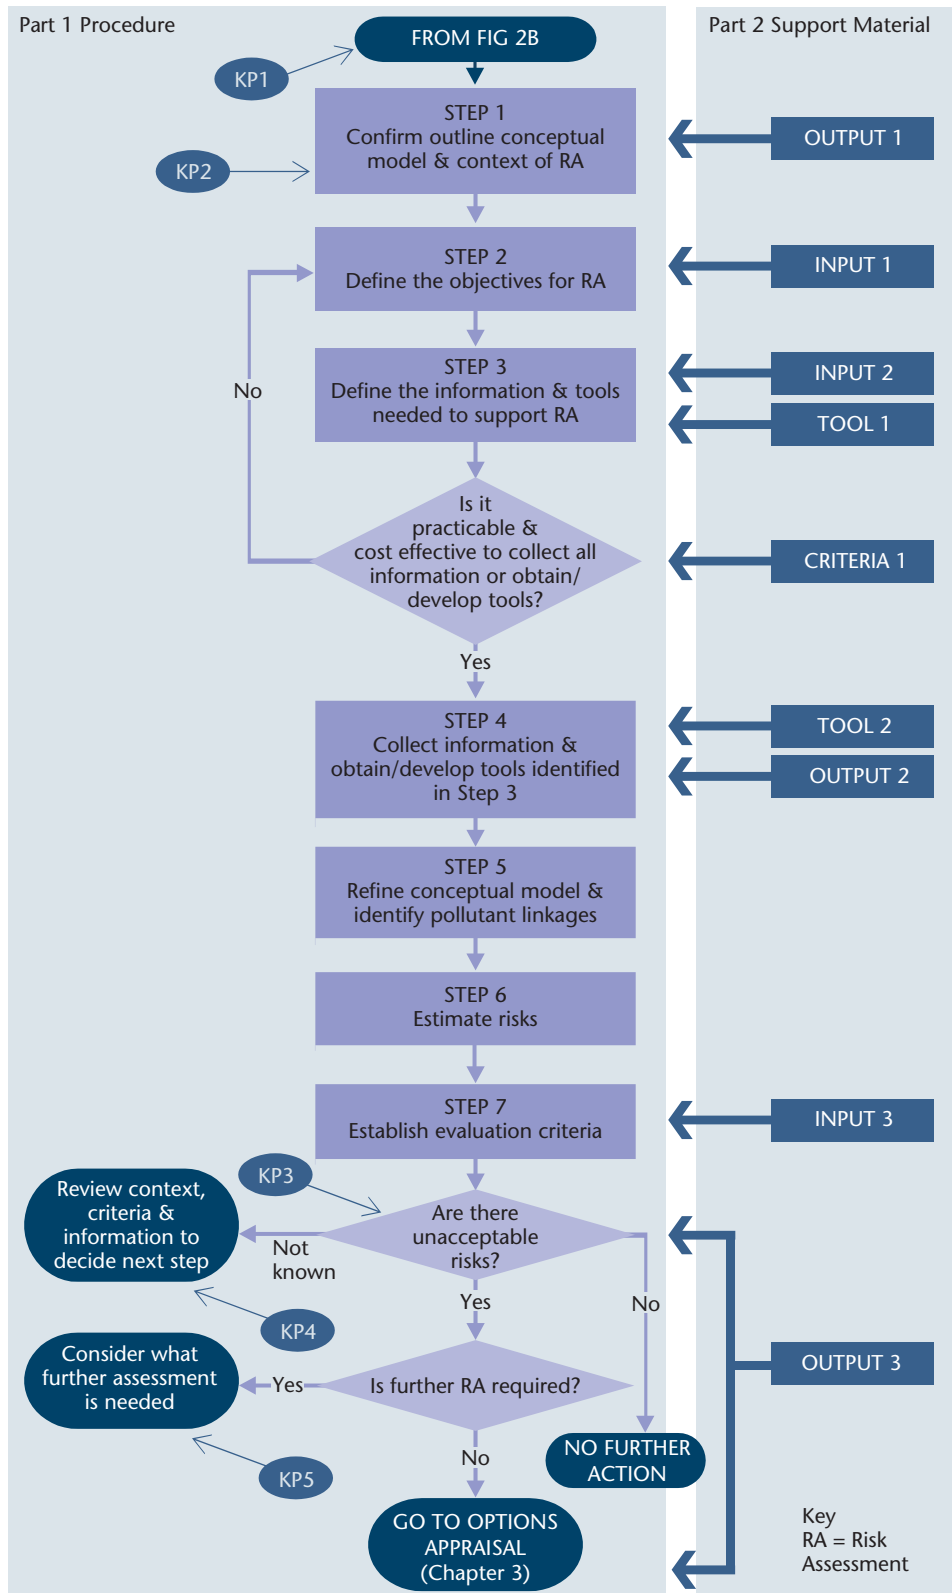 Part 1 Procedure
FROM FIG 2B
Part 2 Support Material
KP1
STEP 1
Confirm outline conceptual
model & context of RA
OUTPUT 1
KP2
STEP 2
Define the objectives for RA
INPUT 1
STEP 3
Define the information & tools
needed to support RA
INPUT 2
TOOL 1
No
Is it
practicable &
cost effective to collect all
information or obtain/
develop tools?
CRITERIA 1
Yes
STEP 4
Collect information &
obtain/develop tools identified
in Step 3
TOOL 2
OUTPUT 2
STEP 5
Refine conceptual model &
identify pollutant linkages
STEP 6
Estimate risks
STEP 7
Establish evaluation criteria
INPUT 3
KP3
Review context,
criteria &
information to
decide next step
Not
known
Are there
unacceptable
risks?
Yes
No
KP4
Consider what
further assessment
is needed
Yes
Is further RA required?
OUTPUT 3
KP5
No
NO FURTHER
ACTION
GO TO OPTIONS
APPRAISAL
(Chapter 3)
Key
RA = Risk
Assessment